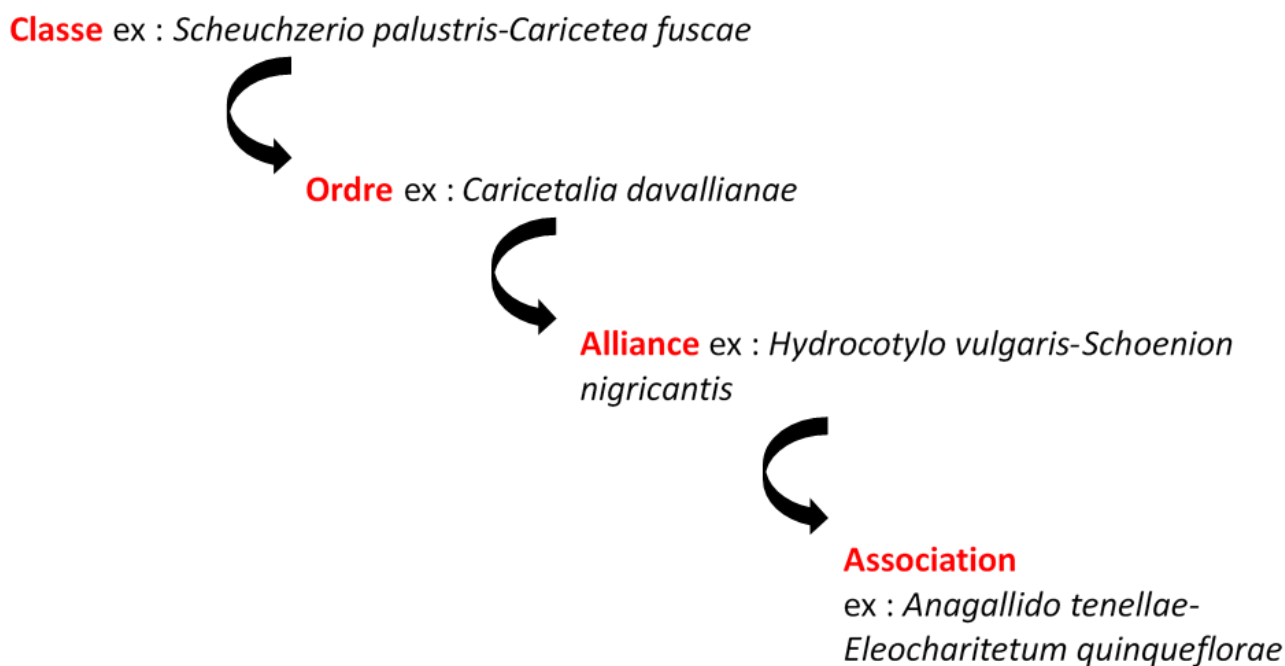 Classe ex : Scheuchzerio palustris-Caricetea fuscae
Ordre ex : Caricetalia davallianae
Alliance ex : Hydrocotylo vulgaris-Schoenion
nigricantis
Association
ex : Anagallido tenellae-
Eleocharitetum quinqueflorae